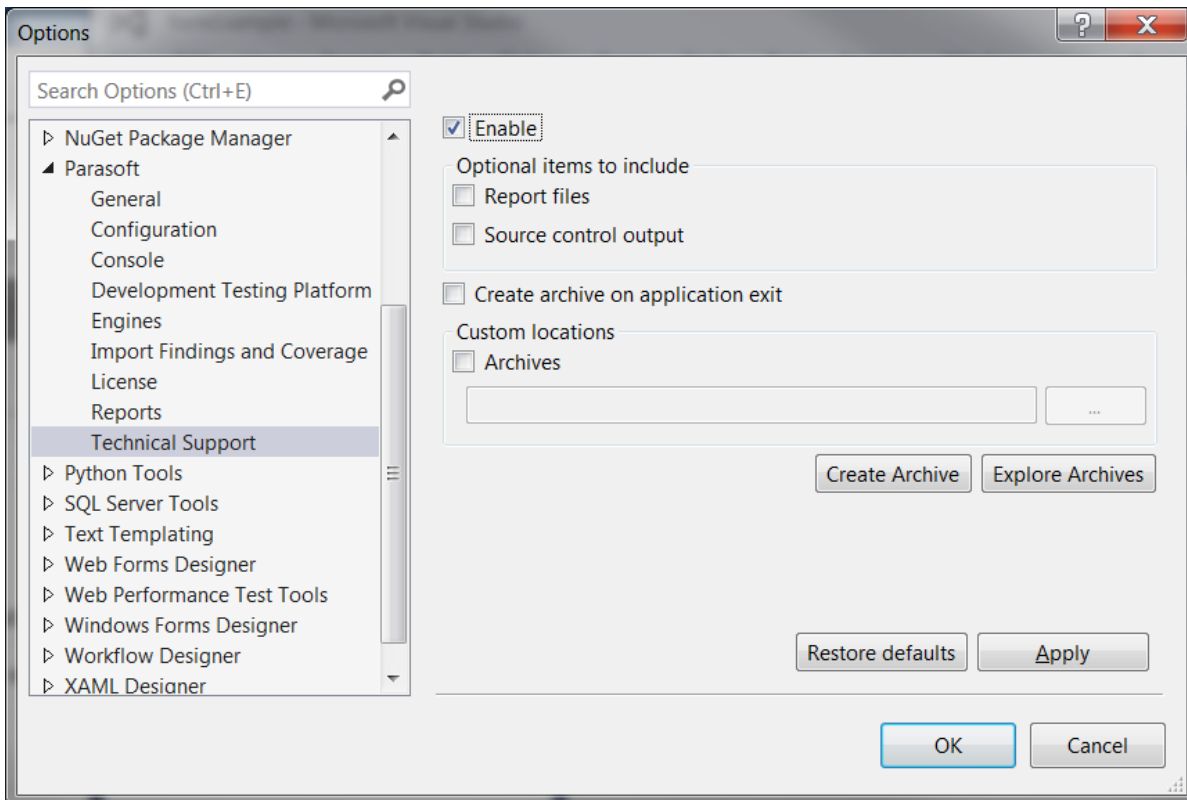 Options
Search Options (Ctrl+E)
NuGet Package Manager
Parasoft
General
Configuration
Console
Development Testing Platform
Engines
Import Findings and Coverage
License
Reports
Technical Support
Python Tools
SQL Server Tools
Text Templating
Web Forms Designer
Web Performance Test Tools
Windows Forms Designer
Workflow Designer
XAML Designer
Enable
Optional items to include
Report files
Source control output
Create archive on application exit
Custom locations
Archives
...
Create Archive
Explore Archives
Restore defaults
Apply
OK
Cancel